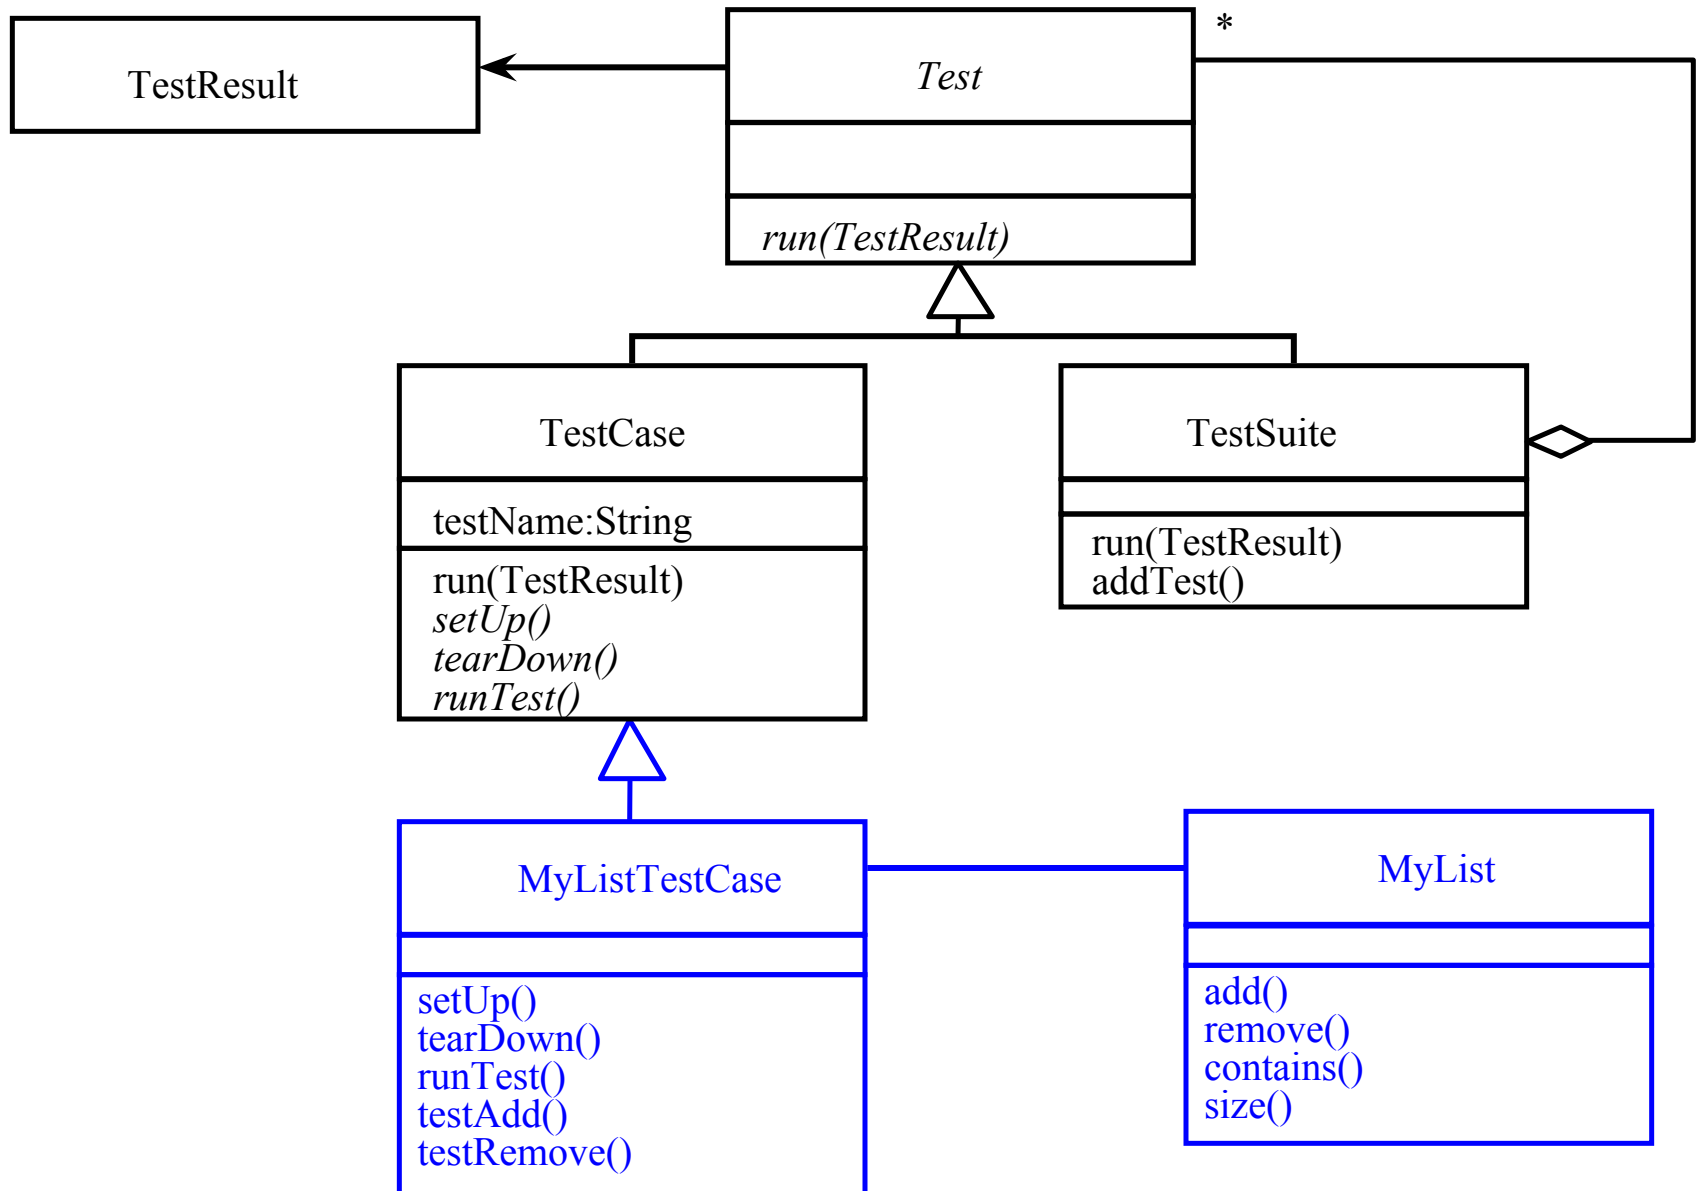 TestResult
Test
*
run(TestResult)
TestCase
testName:String
run(TestResult)
setUp()
tearDown()
runTest()
TestSuite
run(TestResult)
addTest()
MyListTestCase
setUp()
tearDown()
runTest()
testAdd()
testRemove()
MyList
add()
remove()
contains()
size()